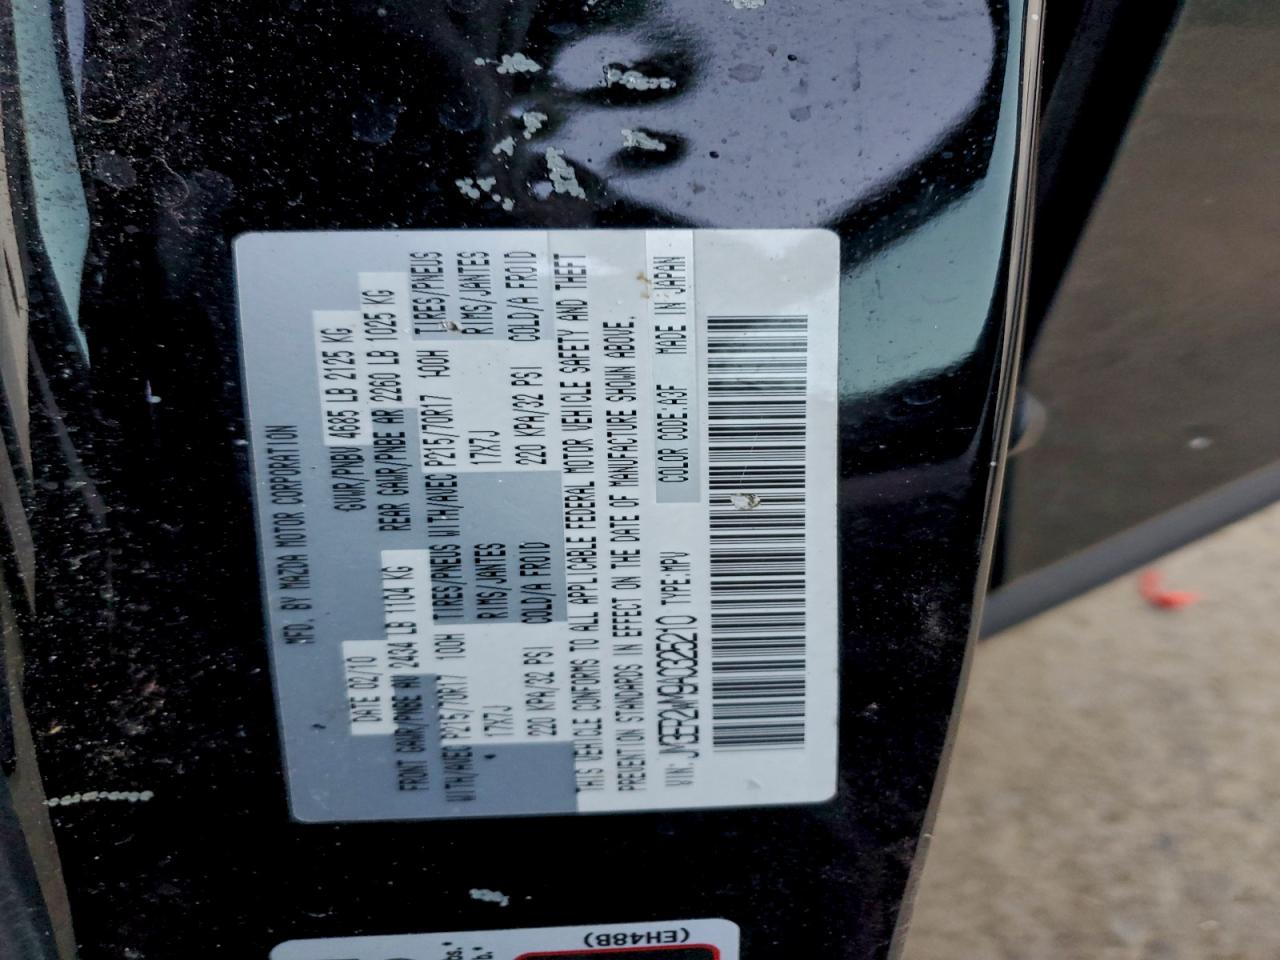 MFD. BY MAZDA MOTOR CORPORATION
DATE 02/10 GWR/PNBV 4685 LB 2125 KG
FRONT GAWR/PNBE AV 2434 LB 1104 KG REAR GAWR/PNBE AR 2260 LB 1025 KG
WITH/AVEC P215/70R17 100H TIRES/PNEUS WITH/AVEC P215/70R17 100H TIRES/PNEUS
17X7J RIMS/JANTES 17X7J RIMS/JANTES
220 KPA/32 PSI COLD/A FROID 220 KPA/32 PSI COLD/A FROID
THIS VEHICLE CONFORMS TO ALL APPLICABLE FEDERAL MOTOR VEHICLE SAFETY AND THEFT
PREVENTION STANDARDS IN EFFECT ON THE DATE OF MANUFACTURE SHOWN ABOVE.
VIN: JM3ER2WM9A0325210 TYPE:MPV COLOR CODE:A3F MADE IN JAPAN
(EH48B)